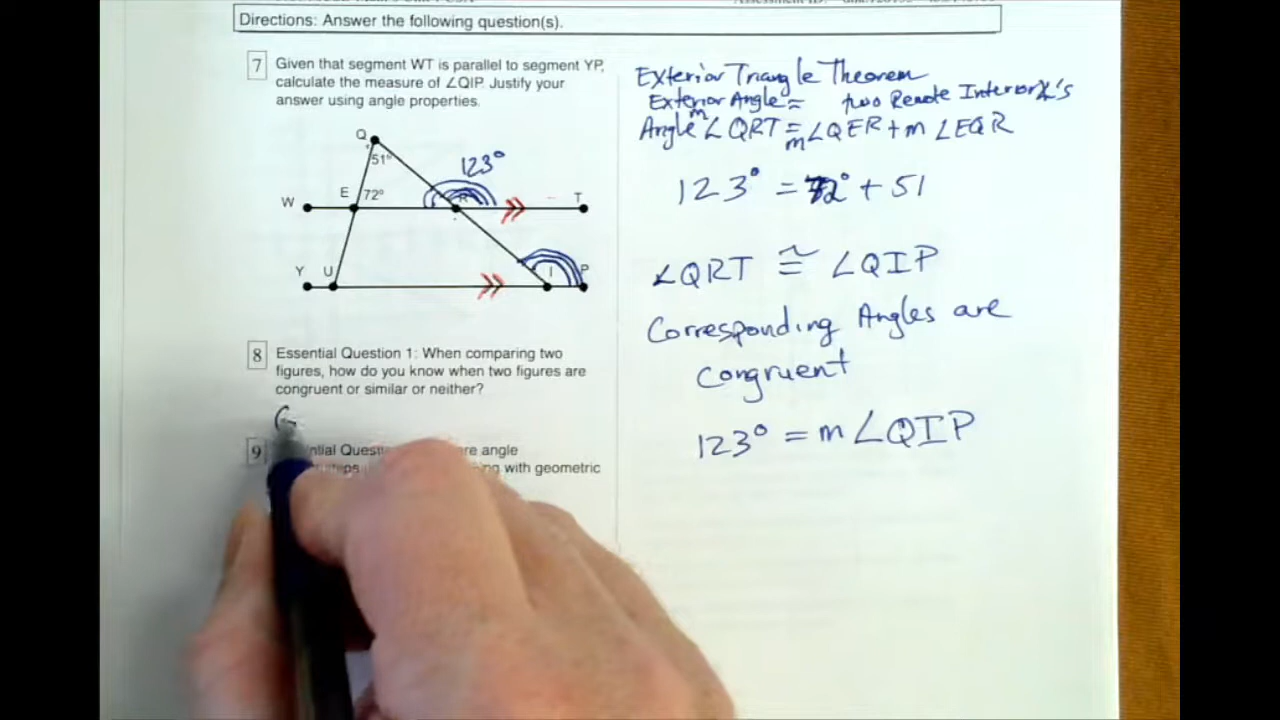 Directions: Answer the following question(s).
7 Given that segment WT is parallel to segment YP,
calculate the measure of ∠QIP. Justify your
answer using angle properties.
Q
51°
123°
W E 72° R T
Y U I P
8 Essential Question 1: When comparing two
figures, how do you know when two figures are
congruent or similar or neither?
9
angle
with geometric
Exterior Triangle Theorem
Exterior Angle = two Remote Interior ∠'s
Angle m∠QRT = m∠QER + m∠EQR
123° = 72° + 51
∠QRT ≅ ∠QIP
Corresponding Angles are
Congruent
123° = m∠QIP